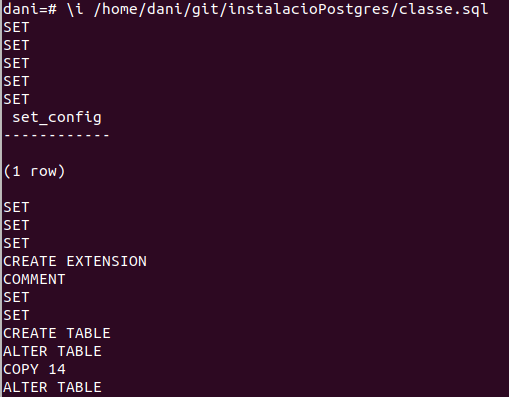 dani=# \i /home/dani/git/instalacioPostgres/classe.sql
SET
SET
SET
SET
SET
 set_config
------------

(1 row)

SET
SET
SET
CREATE EXTENSION
COMMENT
SET
SET
CREATE TABLE
ALTER TABLE
COPY 14
ALTER TABLE